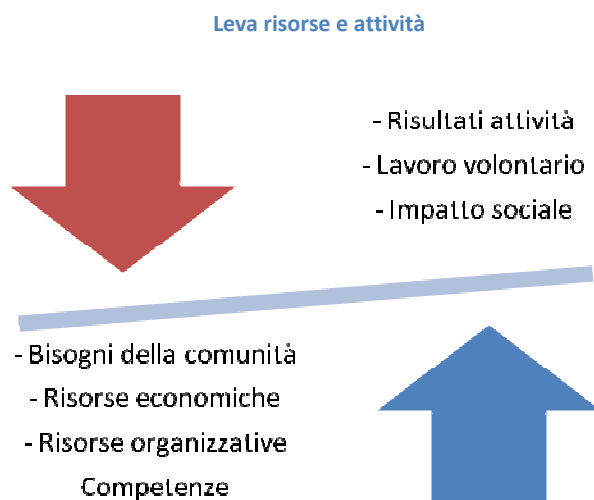 Leva risorse e attività
- Risultati attività
- Lavoro volontario
- Impatto sociale
- Bisogni della comunità
- Risorse economiche
- Risorse organizzative
Competenze